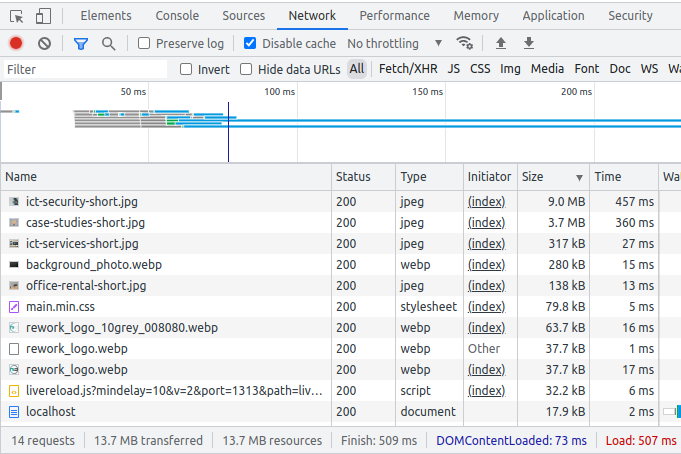 Elements Console Sources Network Performance Memory Application Security
Preserve log Disable cache No throttling
Filter Invert Hide data URLs All Fetch/XHR JS CSS Img Media Font Doc WS Wa
50 ms 100 ms 150 ms 200 ms
Name Status Type Initiator Size Time Wat
ict-security-short.jpg 200 jpeg (index) 9.0 MB 457 ms
case-studies-short.jpg 200 jpeg (index) 3.7 MB 360 ms
ict-services-short.jpg 200 jpeg (index) 317 kB 27 ms
background_photo.webp 200 webp (index) 280 kB 15 ms
office-rental-short.jpg 200 jpeg (index) 138 kB 13 ms
main.min.css 200 stylesheet (index) 79.8 kB 5 ms
rework_logo_10grey_008080.webp 200 webp (index) 63.7 kB 16 ms
rework_logo.webp 200 webp Other 37.7 kB 1 ms
rework_logo.webp 200 webp (index) 37.7 kB 17 ms
livereload.js?mindelay=10&v=2&port=1313&path=liv... 200 script (index) 32.2 kB 6 ms
localhost 200 document 17.9 kB 2 ms
14 requests 13.7 MB transferred 13.7 MB resources Finish: 509 ms DOMContentLoaded: 73 ms Load: 507 ms